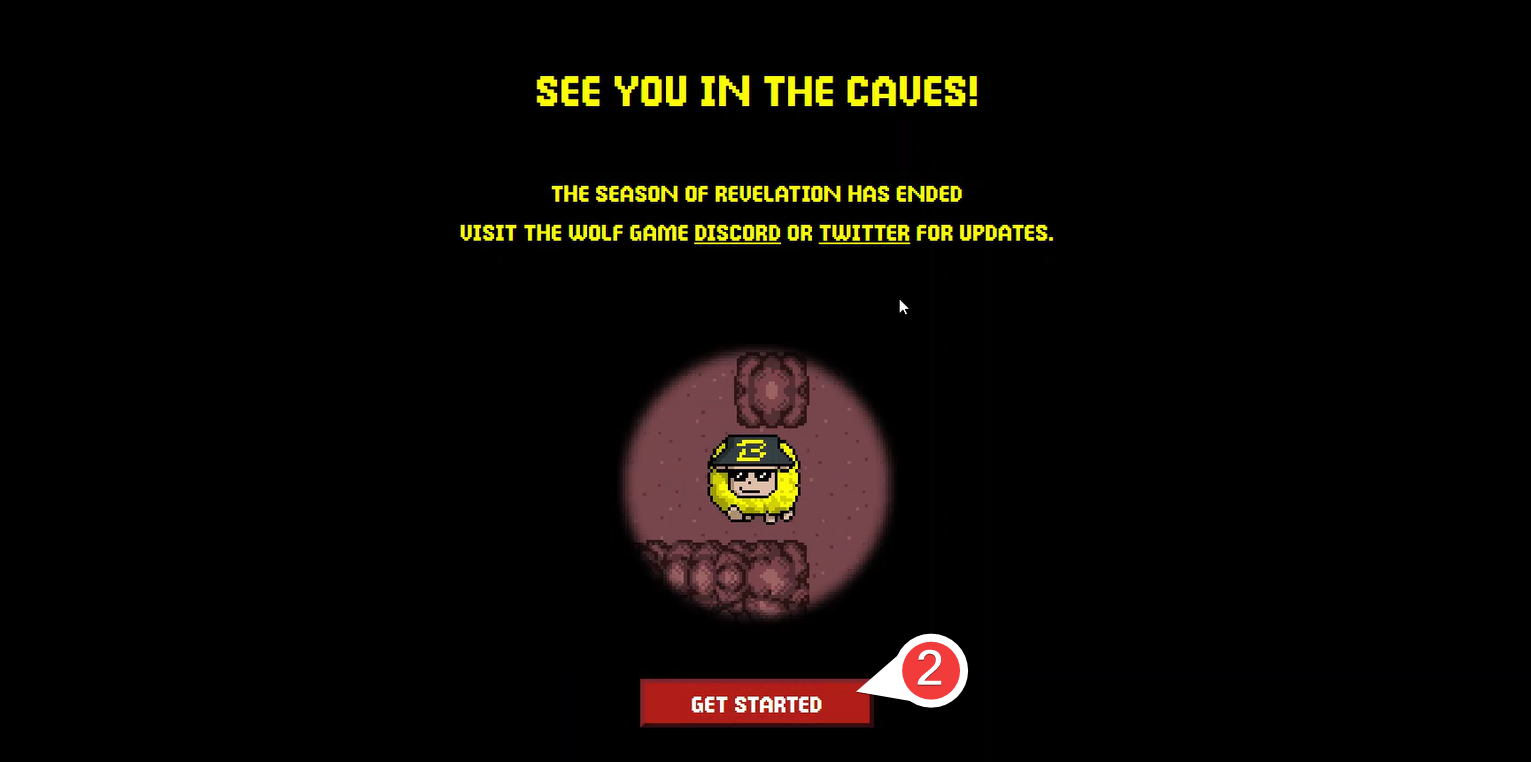 SEE YOU IN THE CAVES!
THE SEASON OF REVELATION HAS ENDED
VISIT THE WOLF GAME DISCORD OR TWITTER FOR UPDATES.
B
2
GET STARTED